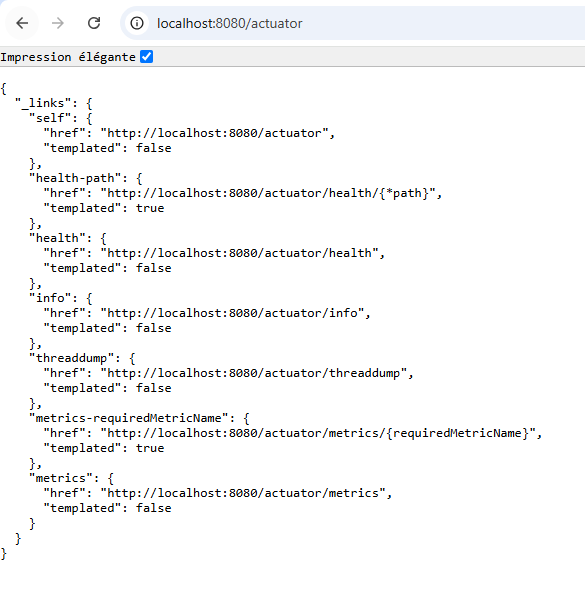 localhost:8080/actuator
Impression élégante
{
  "_links": {
    "self": {
      "href": "http://localhost:8080/actuator",
      "templated": false
    },
    "health-path": {
      "href": "http://localhost:8080/actuator/health/{*path}",
      "templated": true
    },
    "health": {
      "href": "http://localhost:8080/actuator/health",
      "templated": false
    },
    "info": {
      "href": "http://localhost:8080/actuator/info",
      "templated": false
    },
    "threaddump": {
      "href": "http://localhost:8080/actuator/threaddump",
      "templated": false
    },
    "metrics-requiredMetricName": {
      "href": "http://localhost:8080/actuator/metrics/{requiredMetricName}",
      "templated": true
    },
    "metrics": {
      "href": "http://localhost:8080/actuator/metrics",
      "templated": false
    }
  }
}